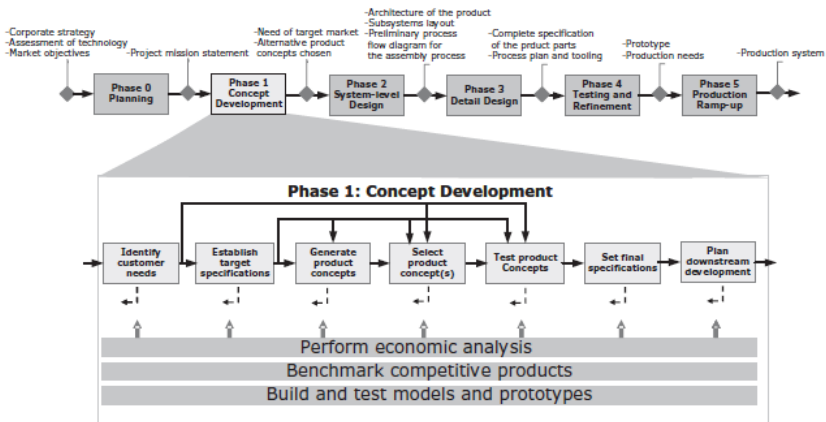 -Corporate strategy
-Assessment of technology
-Market objectives
-Project mission statement
-Need of target market
-Alternative product
concepts chosen
-Architecture of the product
-Subsystems layout
-Preliminary process
flow diagram for
the assembly process
-Complete specification
of the prduct parts
-Process plan and tooling
-Prototype
-Production needs
-Production system
Phase 0
Planning
Phase 1
Concept
Development
Phase 2
System-level
Design
Phase 3
Detail Design
Phase 4
Testing and
Refinement
Phase 5
Production
Ramp-up
Phase 1: Concept Development
Identify
customer
needs
Establish
target
specifications
Generate
product
concepts
Select
product
concept(s)
Test product
Concepts
Set final
specifications
Plan
downstream
development
Perform economic analysis
Benchmark competitive products
Build and test models and prototypes